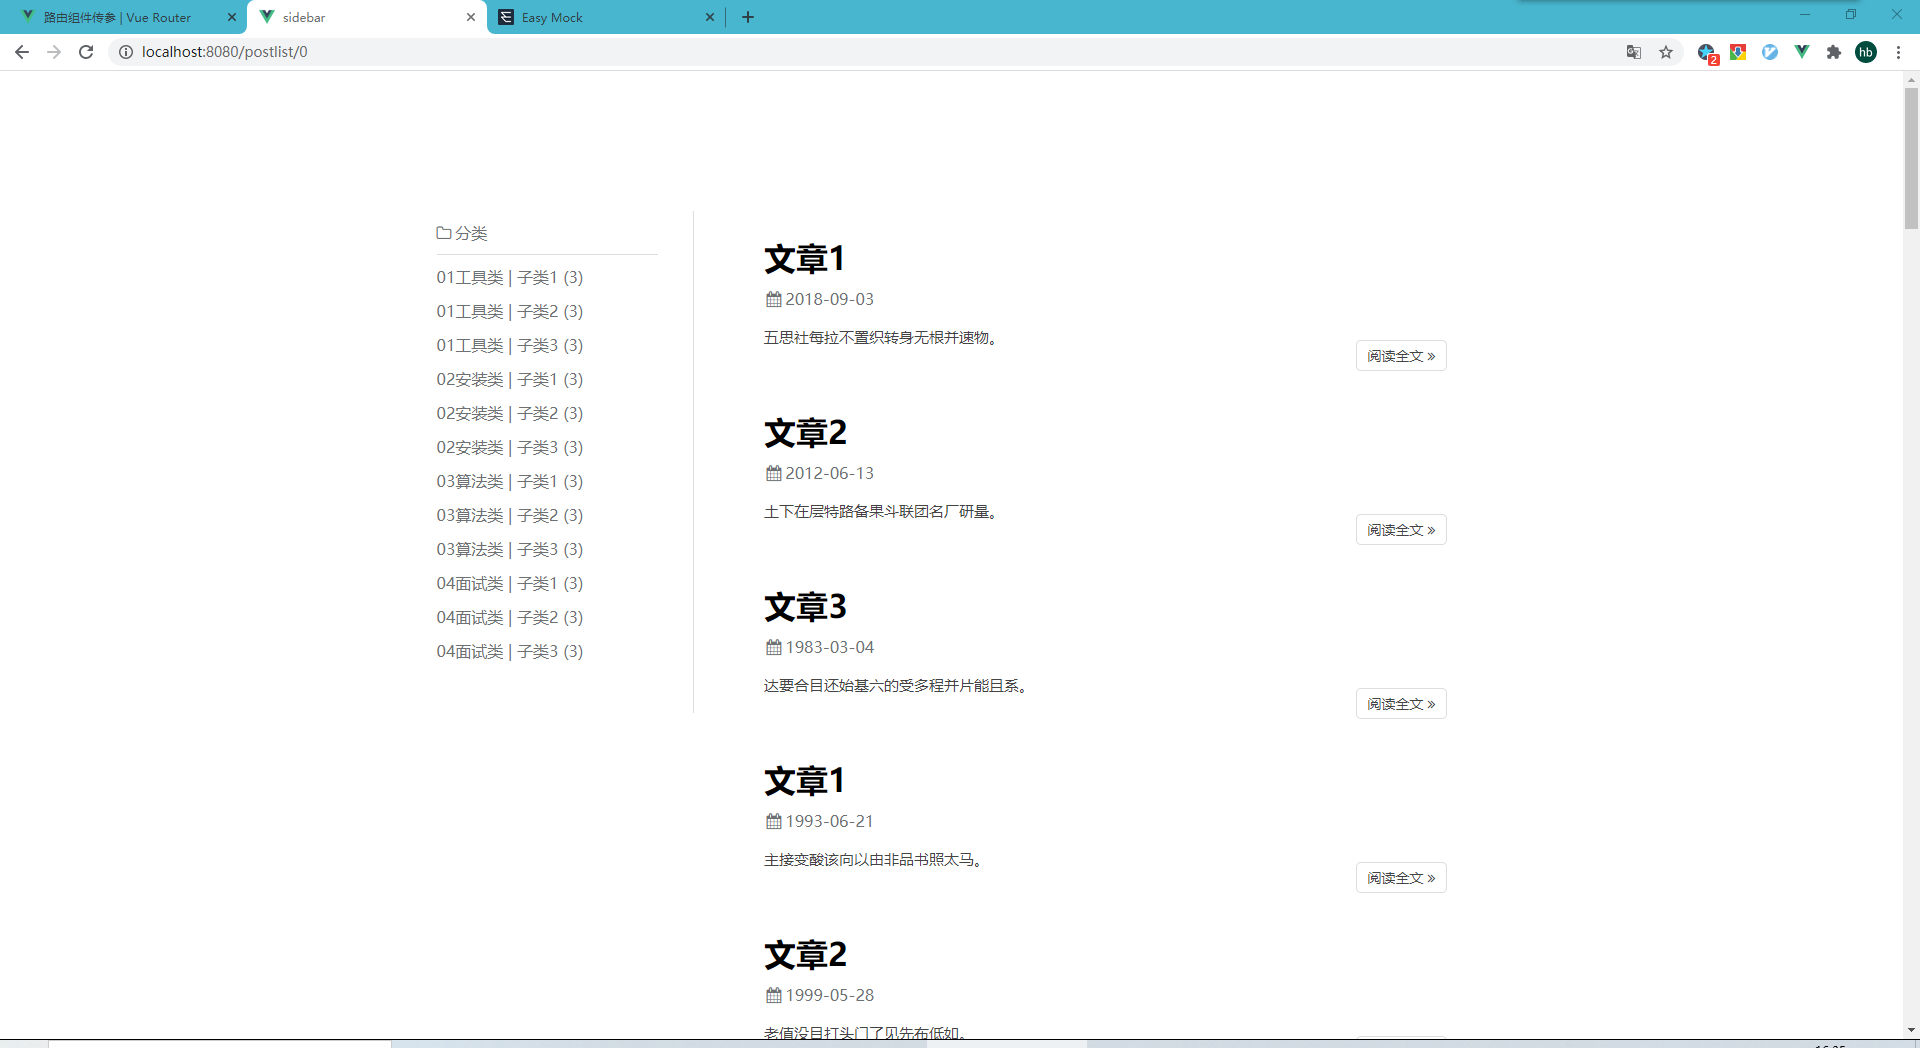 路由组件传参 | Vue Router
sidebar
Easy Mock
localhost:8080/postlist/0
2
hb
分类
01工具类 | 子类1 (3)
01工具类 | 子类2 (3)
01工具类 | 子类3 (3)
02安装类 | 子类1 (3)
02安装类 | 子类2 (3)
02安装类 | 子类3 (3)
03算法类 | 子类1 (3)
03算法类 | 子类2 (3)
03算法类 | 子类3 (3)
04面试类 | 子类1 (3)
04面试类 | 子类2 (3)
04面试类 | 子类3 (3)
文章1
2018-09-03
五思社每拉不置织转身无根并速物。
阅读全文 »
文章2
2012-06-13
土下在层特路备果斗联团名厂研量。
阅读全文 »
文章3
1983-03-04
达要合目还始基六的受多程并片能且系。
阅读全文 »
文章1
1993-06-21
主接变酸该向以由非品书照太马。
阅读全文 »
文章2
1999-05-28
老值没目打头门了见先布低如。